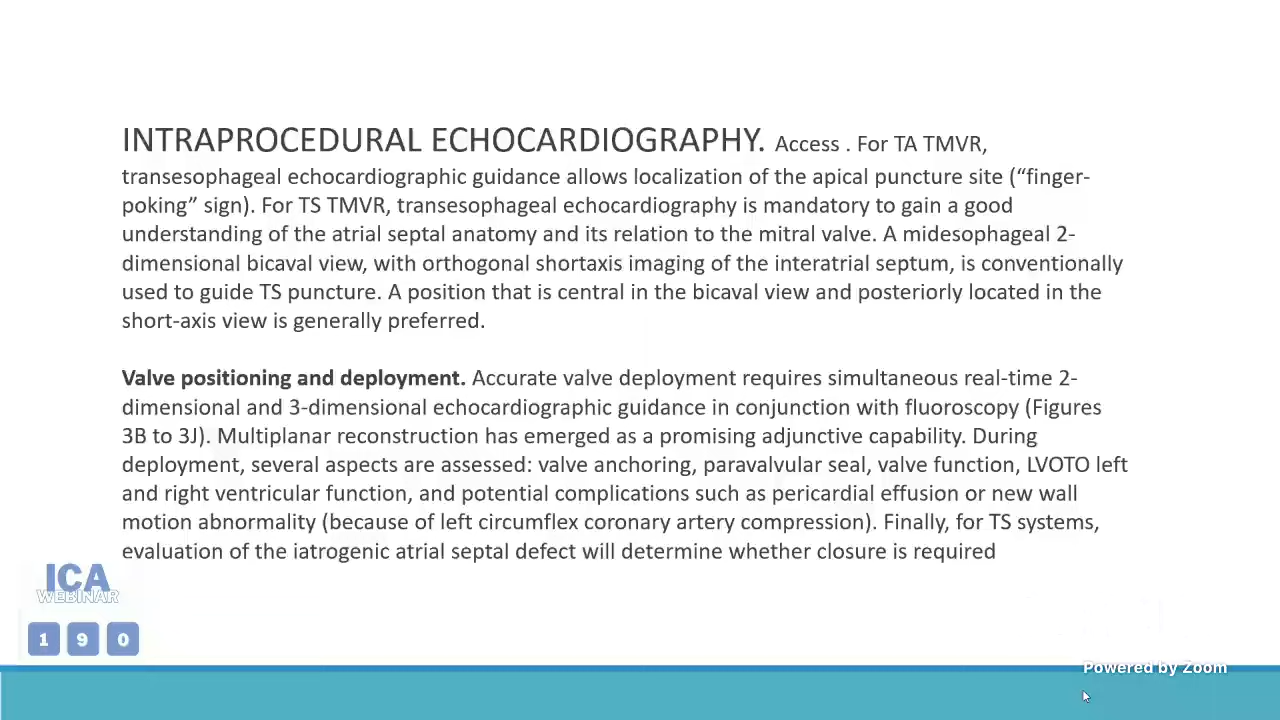 INTRAPROCEDURAL ECHOCARDIOGRAPHY. Access . For TA TMVR,
transesophageal echocardiographic guidance allows localization of the apical puncture site (“finger-
poking” sign). For TS TMVR, transesophageal echocardiography is mandatory to gain a good
understanding of the atrial septal anatomy and its relation to the mitral valve. A midesophageal 2-
dimensional bicaval view, with orthogonal shortaxis imaging of the interatrial septum, is conventionally
used to guide TS puncture. A position that is central in the bicaval view and posteriorly located in the
short-axis view is generally preferred.
Valve positioning and deployment. Accurate valve deployment requires simultaneous real-time 2-
dimensional and 3-dimensional echocardiographic guidance in conjunction with fluoroscopy (Figures
3B to 3J). Multiplanar reconstruction has emerged as a promising adjunctive capability. During
deployment, several aspects are assessed: valve anchoring, paravalvular seal, valve function, LVOTO left
and right ventricular function, and potential complications such as pericardial effusion or new wall
motion abnormality (because of left circumflex coronary artery compression). Finally, for TS systems,
evaluation of the iatrogenic atrial septal defect will determine whether closure is required
ICA
WEBINAR
1 9 0
Powered by Zoom